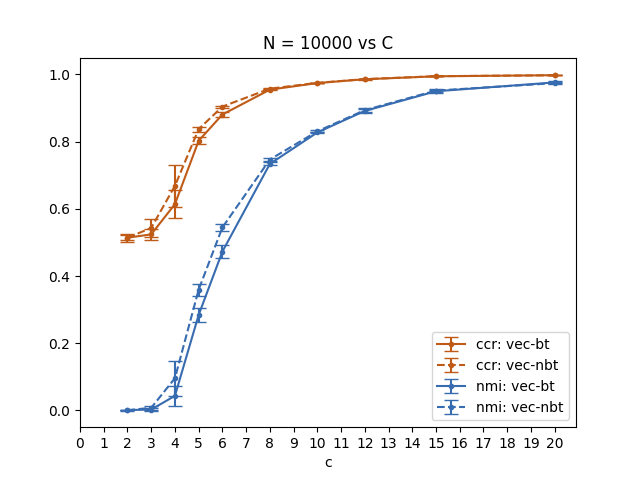 N = 10000 vs C
1.0
0.8
0.6
0.4
0.2
0.0
0 1 2 3 4 5 6 7 8 9 10 11 12 13 14 15 16 17 18 19 20
c
ccr: vec-bt
ccr: vec-nbt
nmi: vec-bt
nmi: vec-nbt